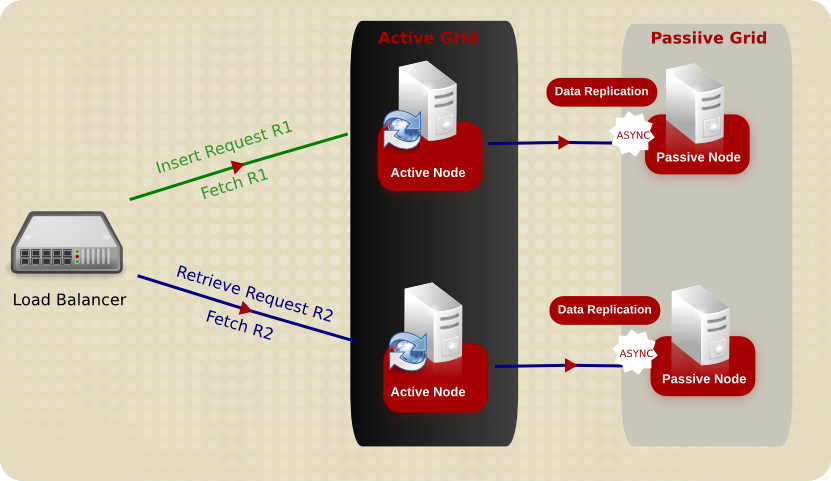 Active Grid
Passiive Grid
Data Replication
Insert Request R1
ASYNC
Passive Node
Active Node
Fetch R1
Retrieve Request R2
Load Balancer
Data Replication
Fetch R2
ASYNC
Passive Node
Active Node